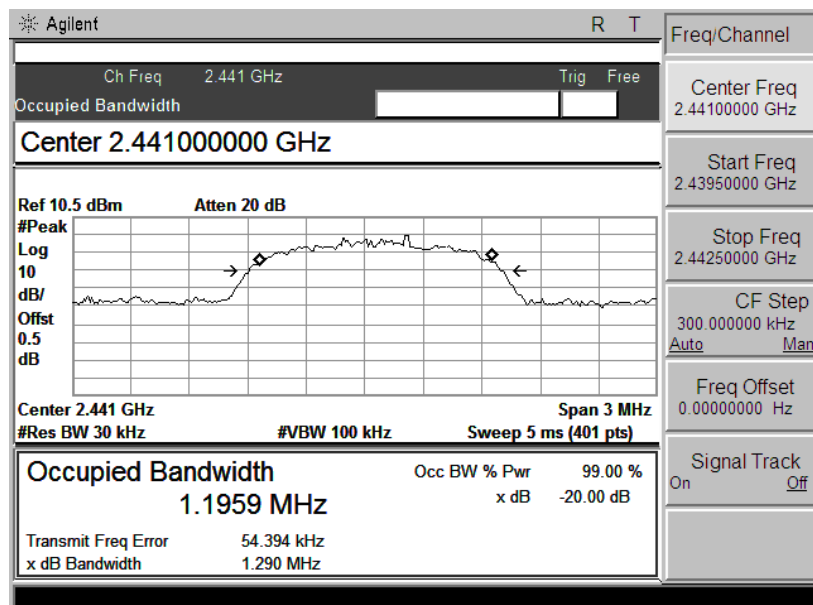 Agilent R T
Freq/Channel
Ch Freq 2.441 GHz Trig Free
Occupied Bandwidth
Center 2.441000000 GHz
Ref 10.5 dBm Atten 20 dB
#Peak
Log
10
dB/
Offst
0.5
dB
Center 2.441 GHz Span 3 MHz
#Res BW 30 kHz #VBW 100 kHz Sweep 5 ms (401 pts)
Occupied Bandwidth Occ BW % Pwr 99.00 %
1.1959 MHz x dB -20.00 dB
Transmit Freq Error 54.394 kHz
x dB Bandwidth 1.290 MHz
Center Freq
2.44100000 GHz
Start Freq
2.43950000 GHz
Stop Freq
2.44250000 GHz
CF Step
300.000000 kHz
Auto Man
Freq Offset
0.00000000 Hz
Signal Track
On Off